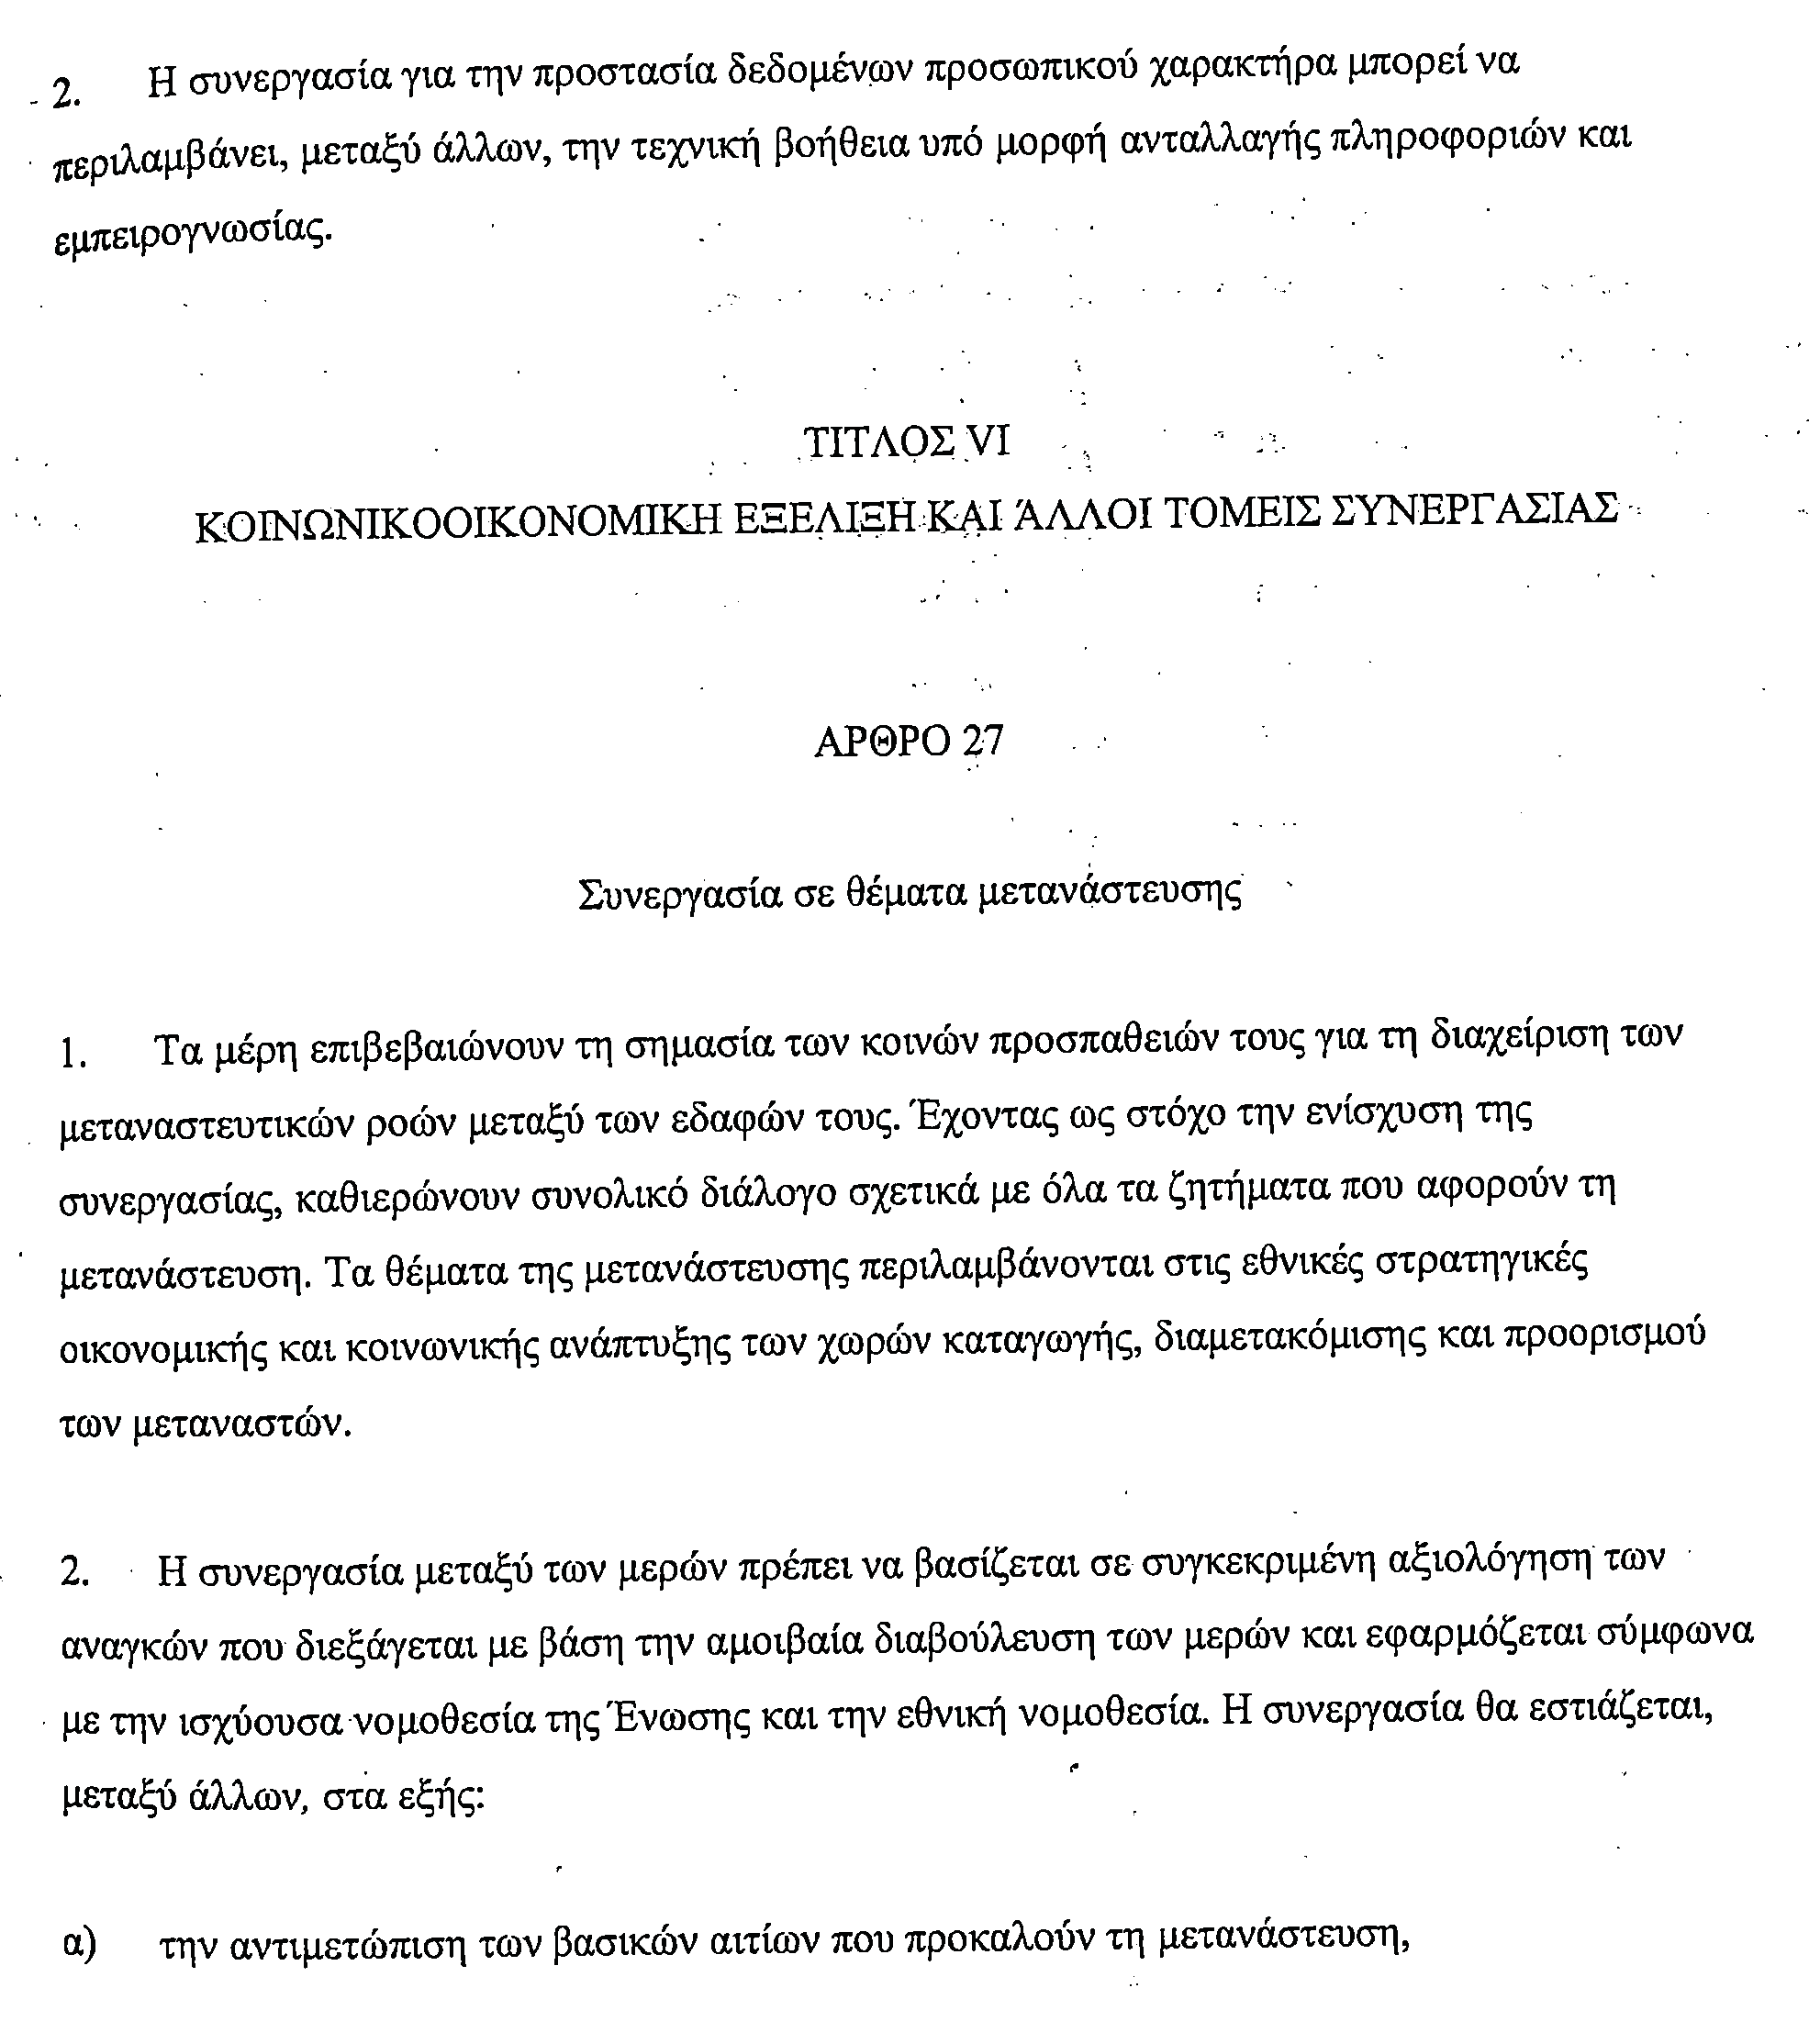 2. Η συνεργασία για την προστασία δεδομένων προσωπικού χαρακτήρα μπορεί να
περιλαμβάνει, μεταξύ άλλων, την τεχνική βοήθεια υπό μορφή ανταλλαγής πληροφοριών και
εμπειρογνωσίας.
ΤΙΤΛΟΣ VI
ΚΟΙΝΩΝΙΚΟΟΙΚΟΝΟΜΙΚΗ ΕΞΕΛΙΞΗ ΚΑΙ ΆΛΛΟΙ ΤΟΜΕΙΣ ΣΥΝΕΡΓΑΣΙΑΣ
ΑΡΘΡΟ 27
Συνεργασία σε θέματα μετανάστευσης
1. Τα μέρη επιβεβαιώνουν τη σημασία των κοινών προσπαθειών τους για τη διαχείριση των
μεταναστευτικών ροών μεταξύ των εδαφών τους. Έχοντας ως στόχο την ενίσχυση της
συνεργασίας, καθιερώνουν συνολικό διάλογο σχετικά με όλα τα ζητήματα που αφορούν τη
μετανάστευση. Τα θέματα της μετανάστευσης περιλαμβάνονται στις εθνικές στρατηγικές
οικονομικής και κοινωνικής ανάπτυξης των χωρών καταγωγής, διαμετακόμισης και προορισμού
των μεταναστών.
2. Η συνεργασία μεταξύ των μερών πρέπει να βασίζεται σε συγκεκριμένη αξιολόγηση των
αναγκών που διεξάγεται με βάση την αμοιβαία διαβούλευση των μερών και εφαρμόζεται σύμφωνα
με την ισχύουσα νομοθεσία της Ένωσης και την εθνική νομοθεσία. Η συνεργασία θα εστιάζεται,
μεταξύ άλλων, στα εξής:
α) την αντιμετώπιση των βασικών αιτίων που προκαλούν τη μετανάστευση,